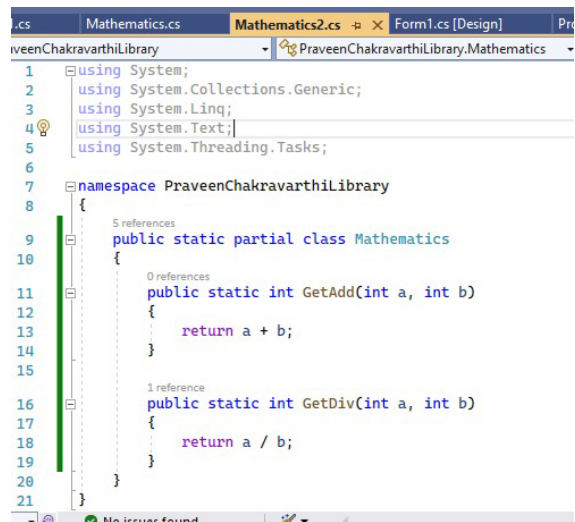 .cs Mathematics.cs Mathematics2.cs Form1.cs [Design] Pro
aveenChakravarthiLibrary PraveenChakravarthiLibrary.Mathematics
1 using System;
2 using System.Collections.Generic;
3 using System.Linq;
4 using System.Text;
5 using System.Threading.Tasks;
6
7 namespace PraveenChakravarthiLibrary
8 {
5 references
9 public static partial class Mathematics
10 {
0 references
11 public static int GetAdd(int a, int b)
12 {
13 return a + b;
14 }
15
1 reference
16 public static int GetDiv(int a, int b)
17 {
18 return a / b;
19 }
20 }
21 }
No issues found